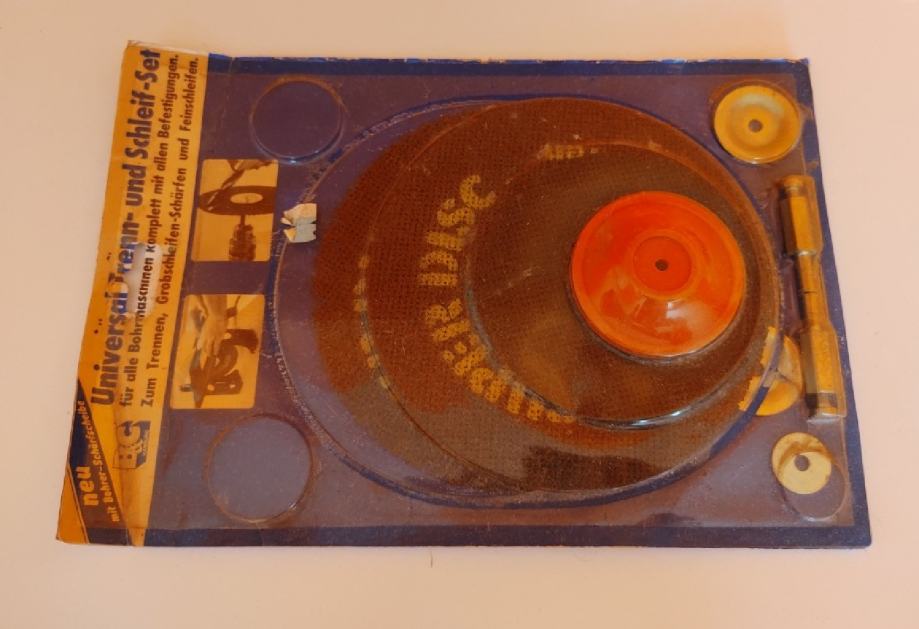 Universal Trenn- und Schleif-Set
für alle Bohrmaschinen komplett mit allen Befestigungen.
Zum Trennen, Grobschleifen-Schärfen und Feinschleifen.
neu
mit Bohrer-Schärfscheibe
DISC